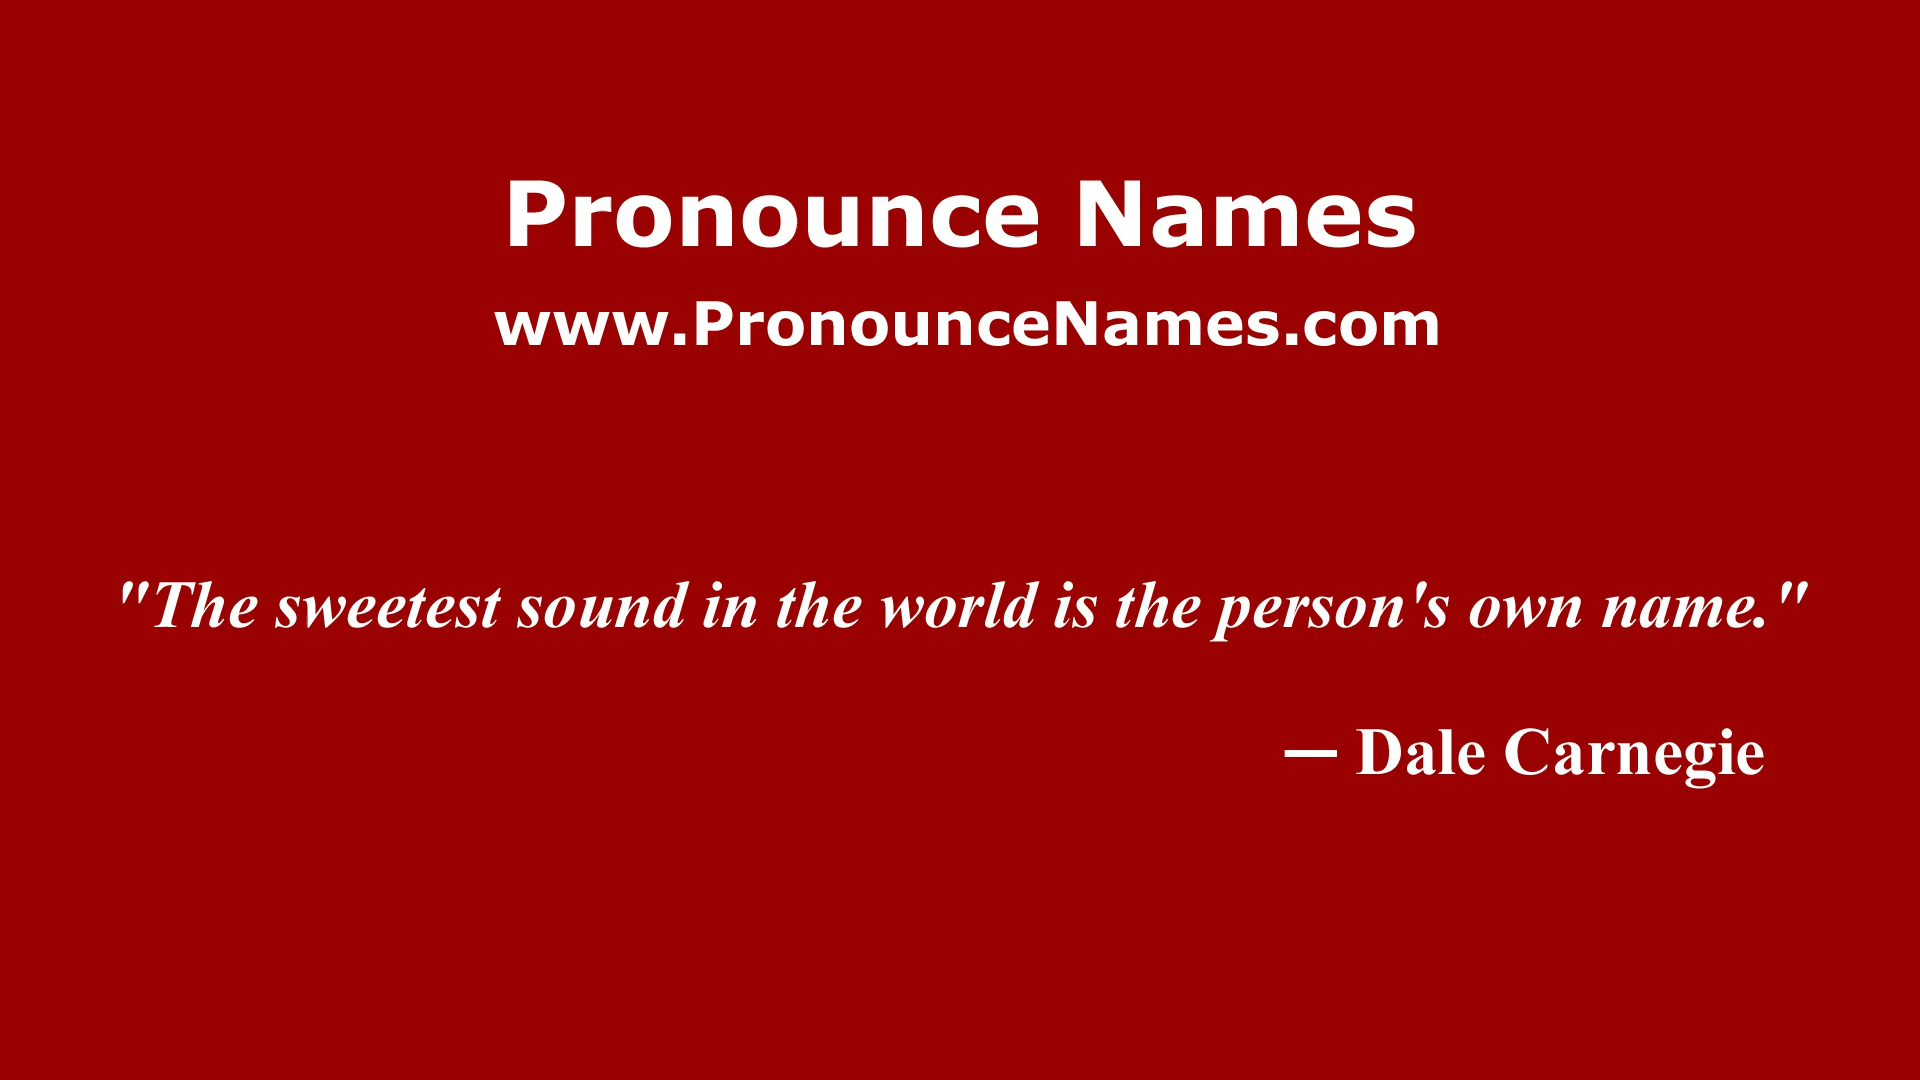 Pronounce Names
www.PronounceNames.com
"The sweetest sound in the world is the person's own name."
— Dale Carnegie